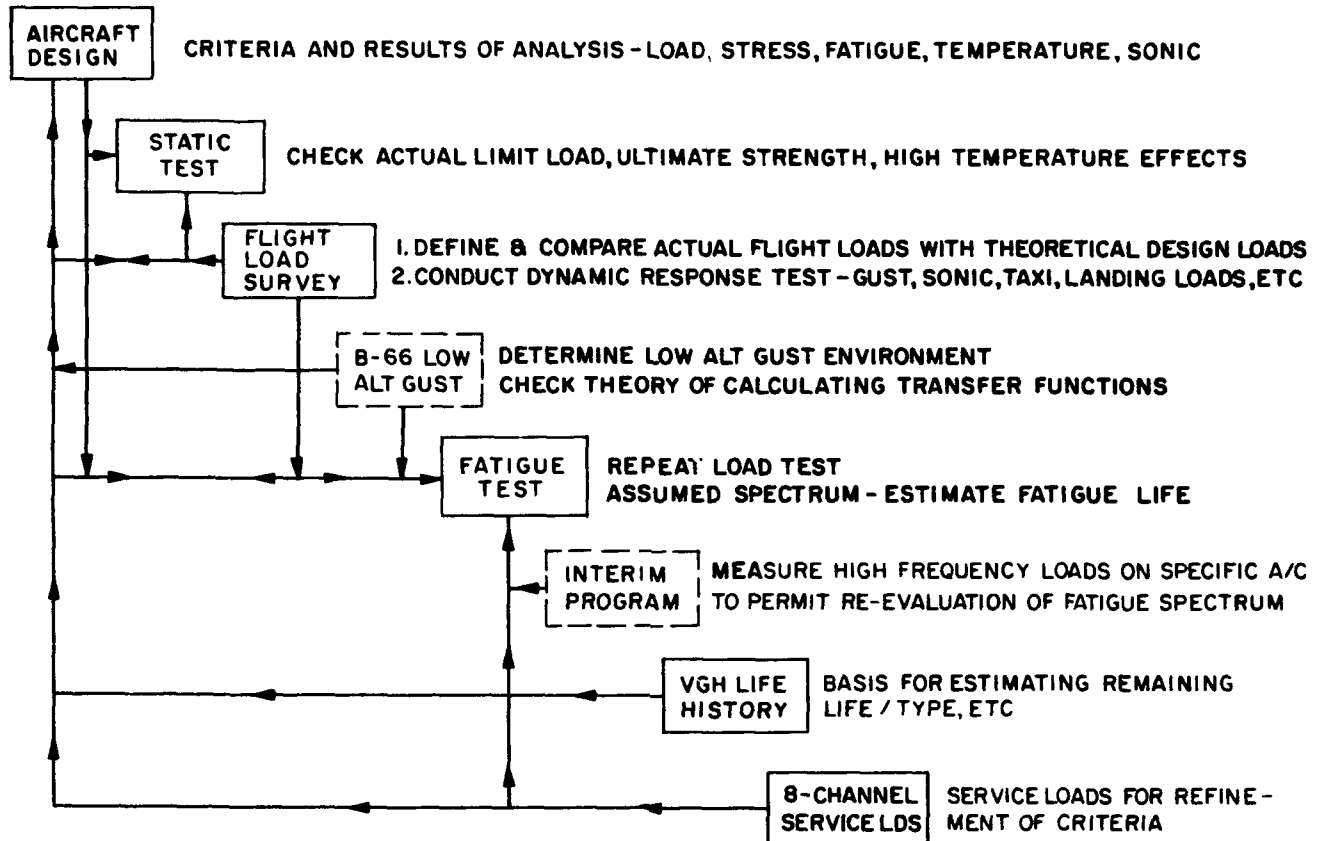 AIRCRAFT
DESIGN
CRITERIA AND RESULTS OF ANALYSIS - LOAD, STRESS, FATIGUE, TEMPERATURE, SONIC
STATIC
TEST
CHECK ACTUAL LIMIT LOAD, ULTIMATE STRENGTH, HIGH TEMPERATURE EFFECTS
FLIGHT
LOAD
SURVEY
1. DEFINE & COMPARE ACTUAL FLIGHT LOADS WITH THEORETICAL DESIGN LOADS
2. CONDUCT DYNAMIC RESPONSE TEST - GUST, SONIC, TAXI, LANDING LOADS, ETC
B-66 LOW
ALT GUST
DETERMINE LOW ALT GUST ENVIRONMENT
CHECK THEORY OF CALCULATING TRANSFER FUNCTIONS
FATIGUE
TEST
REPEAT LOAD TEST
ASSUMED SPECTRUM - ESTIMATE FATIGUE LIFE
INTERIM
PROGRAM
MEASURE HIGH FREQUENCY LOADS ON SPECIFIC A/C
TO PERMIT RE-EVALUATION OF FATIGUE SPECTRUM
VGH LIFE
HISTORY
BASIS FOR ESTIMATING REMAINING
LIFE / TYPE, ETC
8-CHANNEL
SERVICE LDS
SERVICE LOADS FOR REFINE-
MENT OF CRITERIA